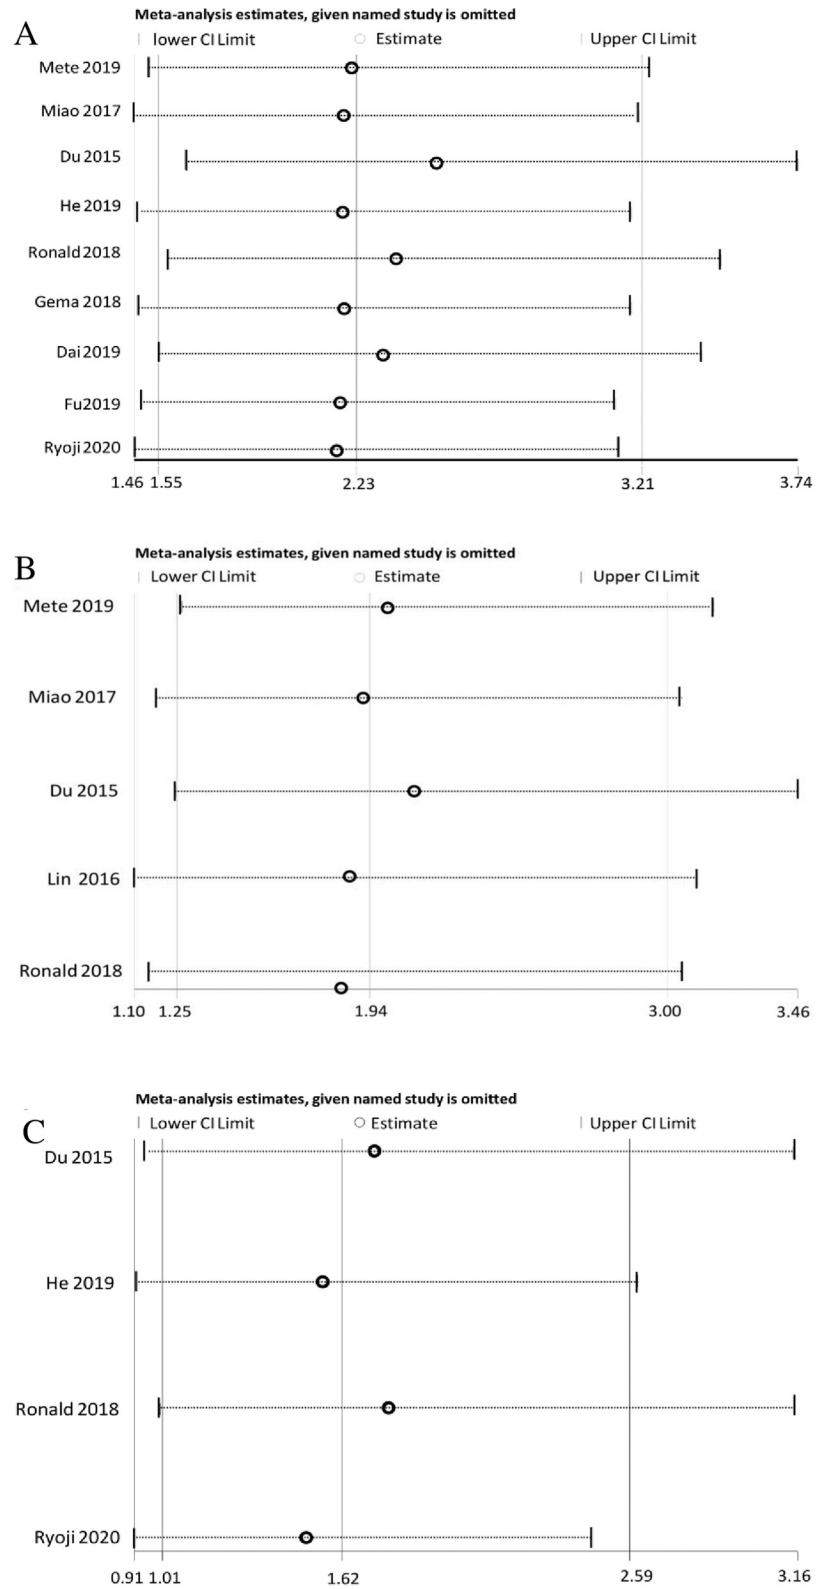 A
Meta-analysis estimates, given named study is omitted
lower CI Limit Estimate Upper CI Limit
Mete 2019
Miao 2017
Du 2015
He 2019
Ronald 2018
Gema 2018
Dai 2019
Fu2019
Ryoji 2020
1.46 1.55 2.23 3.21 3.74
B
Meta-analysis estimates, given named study is omitted
Lower CI Limit Estimate Upper CI Limit
Mete 2019
Miao 2017
Du 2015
Lin 2016
Ronald 2018
1.10 1.25 1.94 3.00 3.46
C
Meta-analysis estimates, given named study is omitted
Lower CI Limit Estimate Upper CI Limit
Du 2015
He 2019
Ronald 2018
Ryoji 2020
0.91 1.01 1.62 2.59 3.16